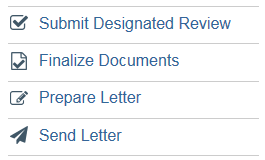 Submit Designated Review
Finalize Documents
Prepare Letter
Send Letter